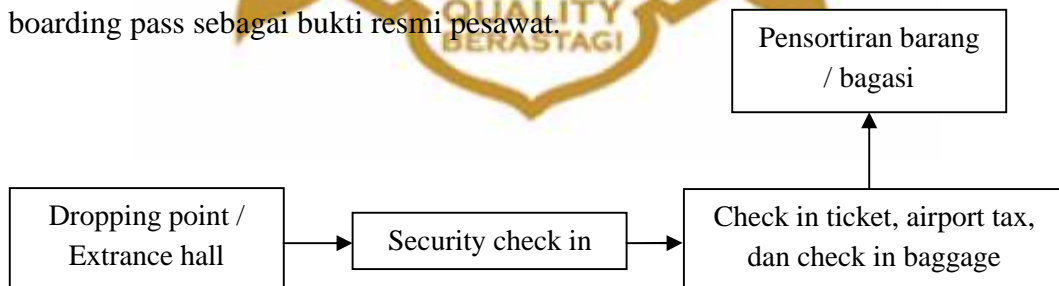 boarding pass sebagai bukti resmi pesawat.
QUALITY
BERASTAGI
Pensortiran barang
/ bagasi
Dropping point /
Extrance hall
Security check in
Check in ticket, airport tax,
dan check in baggage